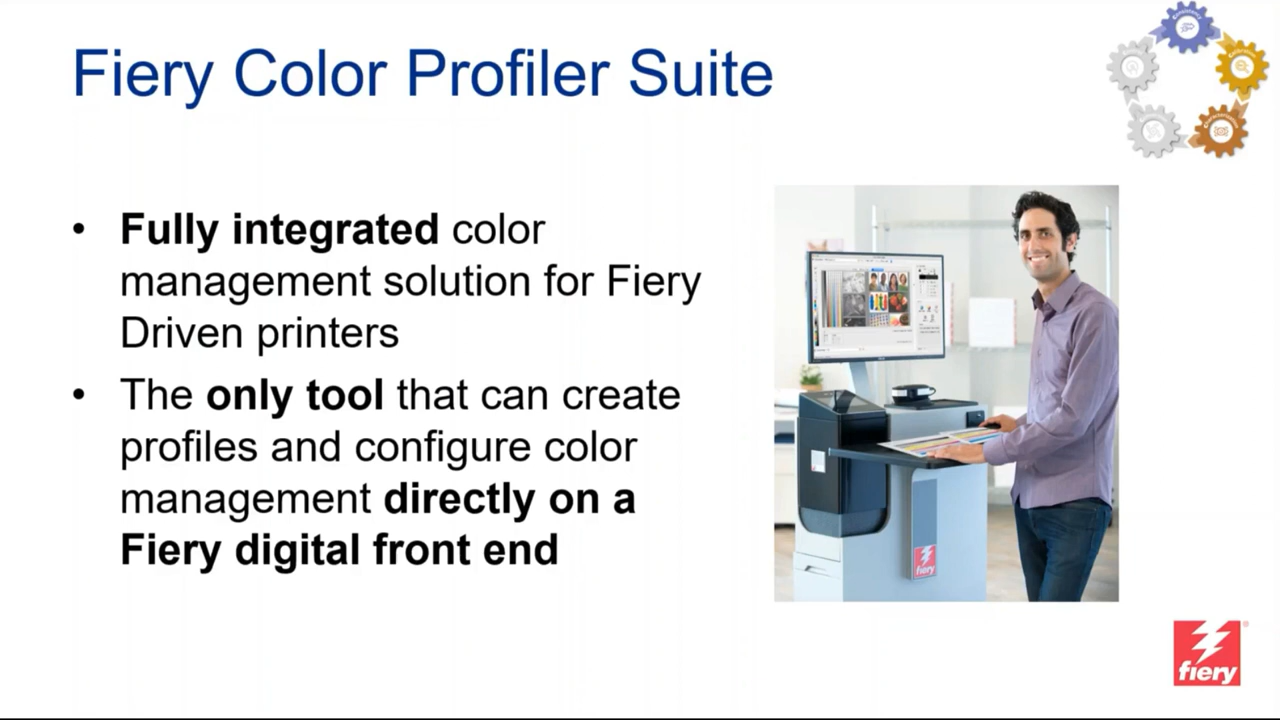 Fiery Color Profiler Suite
Consistency
• Fully integrated color
management solution for Fiery
Driven printers
• The only tool that can create
profiles and configure color
management directly on a
Fiery digital front end
fiery
fiery